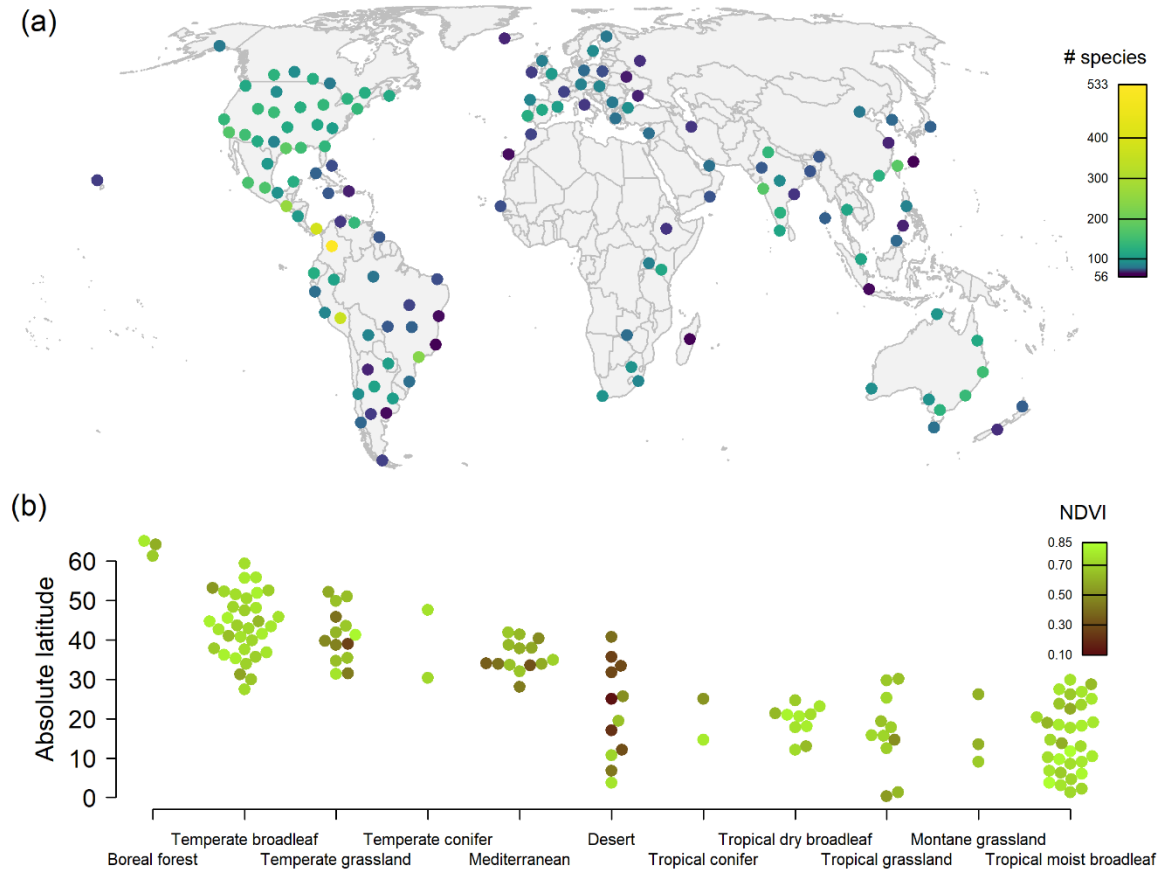 (a)
# species
533
400
300
200
100
56
(b)
NDVI
0.85
0.70
0.50
0.30
0.10
Absolute latitude
60
50
40
30
20
10
0
Temperate broadleaf Temperate conifer Desert Tropical dry broadleaf Montane grassland
Boreal forest Temperate grassland Mediterranean Tropical conifer Tropical grassland Tropical moist broadleaf